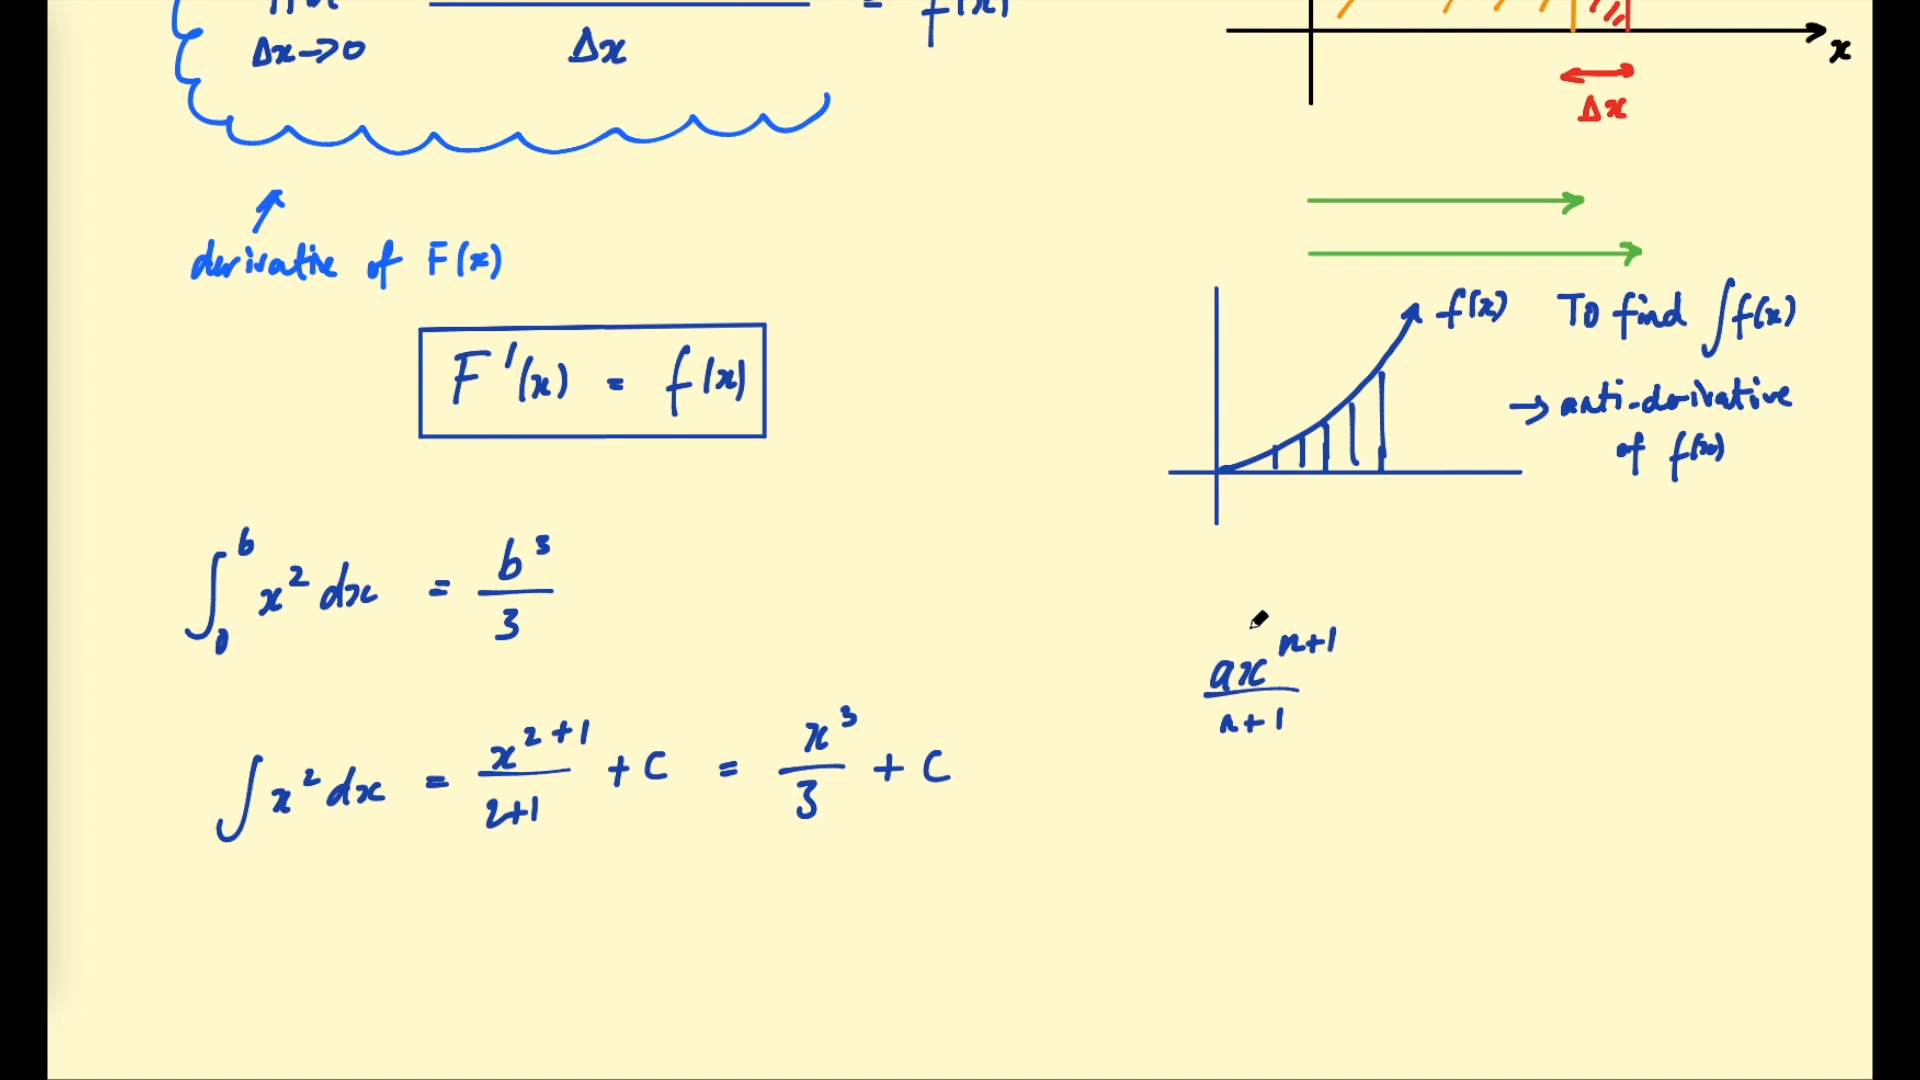 Δx→0
Δx
= f(x)
x
Δx
derivative of F(x)
F'(x) = f(x)
f(x)
To find ∫f(x)
→ anti-derivative
of f(x)
∫₀ᵇ x² dx = b³/3
ax^(n+1)/(n+1)
∫ x² dx = x^(2+1)/(2+1) + C = x³/3 + C